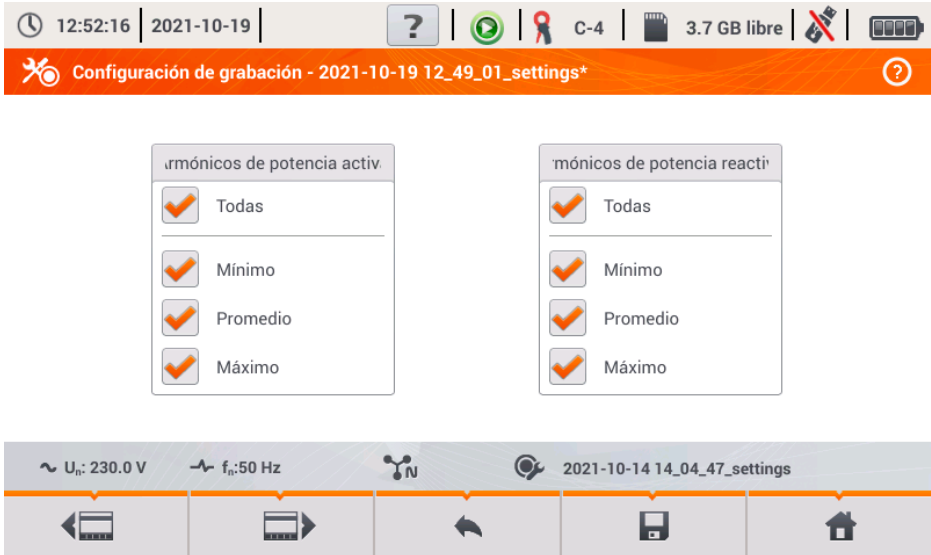 12:52:16 2021-10-19 ? C-4 3.7 GB libre
Configuración de grabación - 2021-10-19 12_49_01_settings* ?
rmónicos de potencia activ
Todas
Mínimo
Promedio
Máximo
mónicos de potencia reacti
Todas
Mínimo
Promedio
Máximo
Un: 230.0 V fn:50 Hz N 2021-10-14 14_04_47_settings